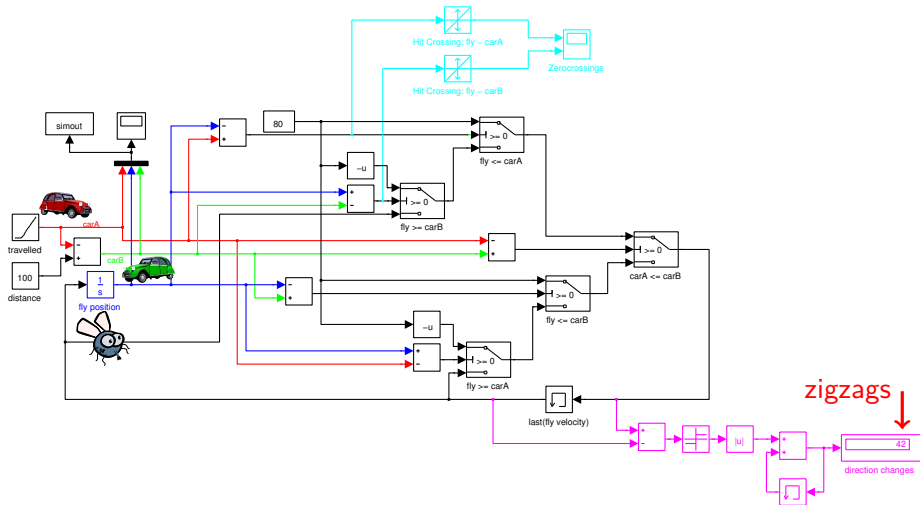 Hit Crossing: fly − carA
Hit Crossing: fly − carB
Zerocrossings
simout
80
− +
>= 0
fly <= carA
−u
+ −
>= 0
fly >= carB
carA
travelled
− +
carB
100
distance
1
s
fly position
− +
>= 0
carA <= carB
− +
>= 0
fly <= carB
−u
+ −
>= 0
fly >= carA
last(fly velocity)
zigzags
+ −
|u|
+ +
42
direction changes